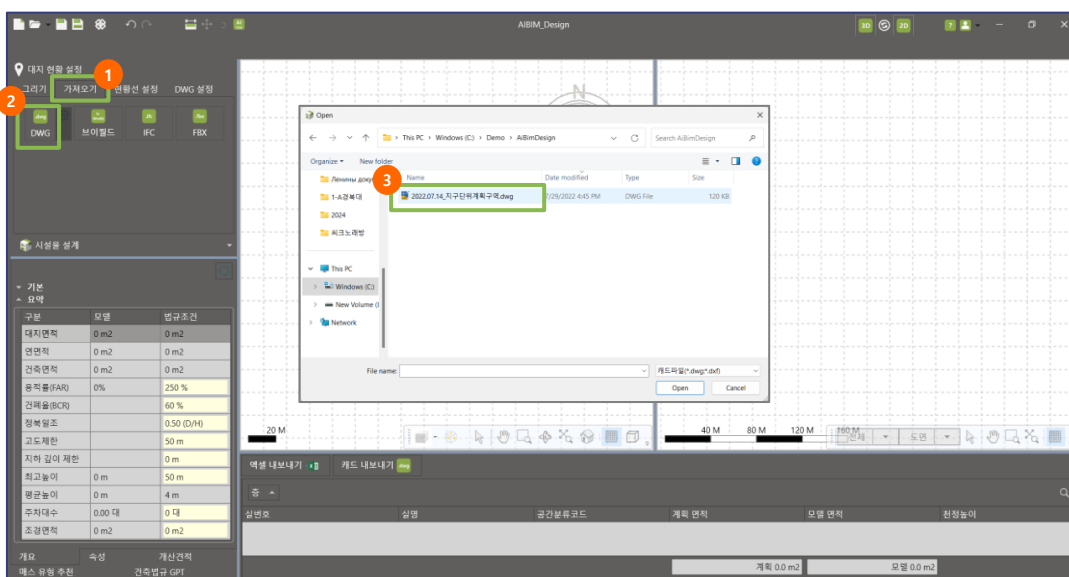 AIBIM_Design
3D
2D
대지 현황 설정
1
그리기 가져오기 현황선 설정 DWG 설정
2
DWG 브이월드 IFC FBX
시설물 설계
기본
요약
구분 모델 법규조건
대지면적 0 m2 0 m2
연면적 0 m2 0 m2
건축면적 0 m2 0 m2
용적률(FAR) 0% 250 %
건폐율(BCR) 60 %
정북일조 0.50 (D/H)
고도제한 50 m
지하 깊이 제한 0 m
최고높이 0 m 50 m
평균높이 0 m 4 m
주차대수 0.00 대 0 대
조경면적 0 m2 0 m2
개요 속성 개산견적
매스 유형 추천 건축법규 GPT
N
Open
This PC > Windows (C:) > Demo > AiBimDesign
Search AiBimDesign
Organize New folder
Name Date modified Type Size
3
2022.07.14_지구단위계획구역.dwg 7/29/2022 4:45 PM DWG File 120 KB
Ленины доку
1-A경북대
2024
씨크노래방
This PC
Windows (C:)
New Volume (
Network
File name: 캐드파일(*.dwg;*.dxf)
Open Cancel
20 M
40 M 80 M 120 M 160 M
전체 도면
엑셀 내보내기 캐드 내보내기
층
실번호 실명 공간분류코드 계획 면적 모델 면적 천정높이
계획 0.0 m2 모델 0.0 m2